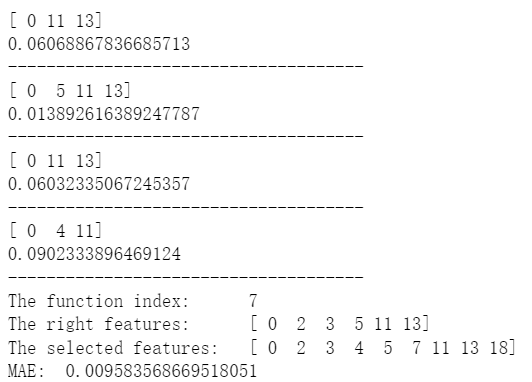 [ 0 11 13]
0.06068867836685713
-------------------------------------
[ 0  5 11 13]
0.013892616389247787
-------------------------------------
[ 0 11 13]
0.06032335067245357
-------------------------------------
[ 0  4 11]
0.0902333896469124
-------------------------------------
The function index:      7
The right features:      [ 0  2  3  5 11 13]
The selected features:   [ 0  2  3  4  5  7 11 13 18]
MAE:  0.009583568669518051